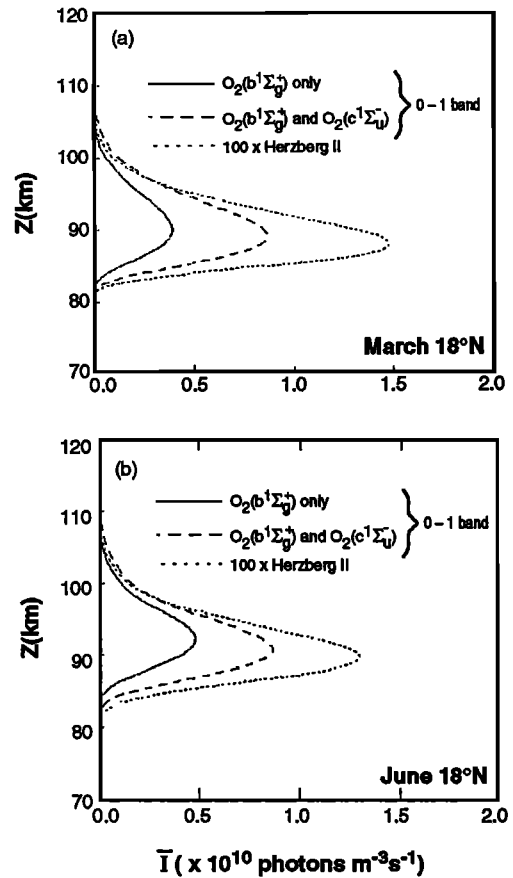 (a)
120
110
100
90
80
70
Z(km)
O₂(b¹Σg⁺) only
O₂(b¹Σg⁺) and O₂(c¹Σu⁻)
0 – 1 band
100 x Herzberg II
March 18°N
0.0 0.5 1.0 1.5 2.0
(b)
120
110
100
90
80
70
Z(km)
O₂(b¹Σg⁺) only
O₂(b¹Σg⁺) and O₂(c¹Σu⁻)
0 – 1 band
100 x Herzberg II
June 18°N
0.0 0.5 1.0 1.5 2.0
Ī ( x 10¹⁰ photons m⁻³s⁻¹)